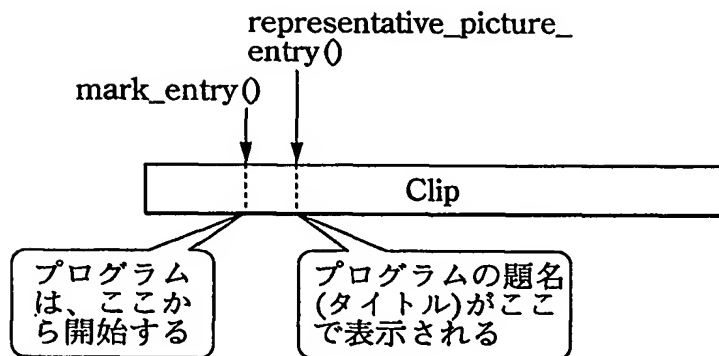 representative_picture_
entry()
mark_entry()
Clip
プログラム
は、ここか
ら開始する
プログラムの題名
(タイトル)がここ
で表示される